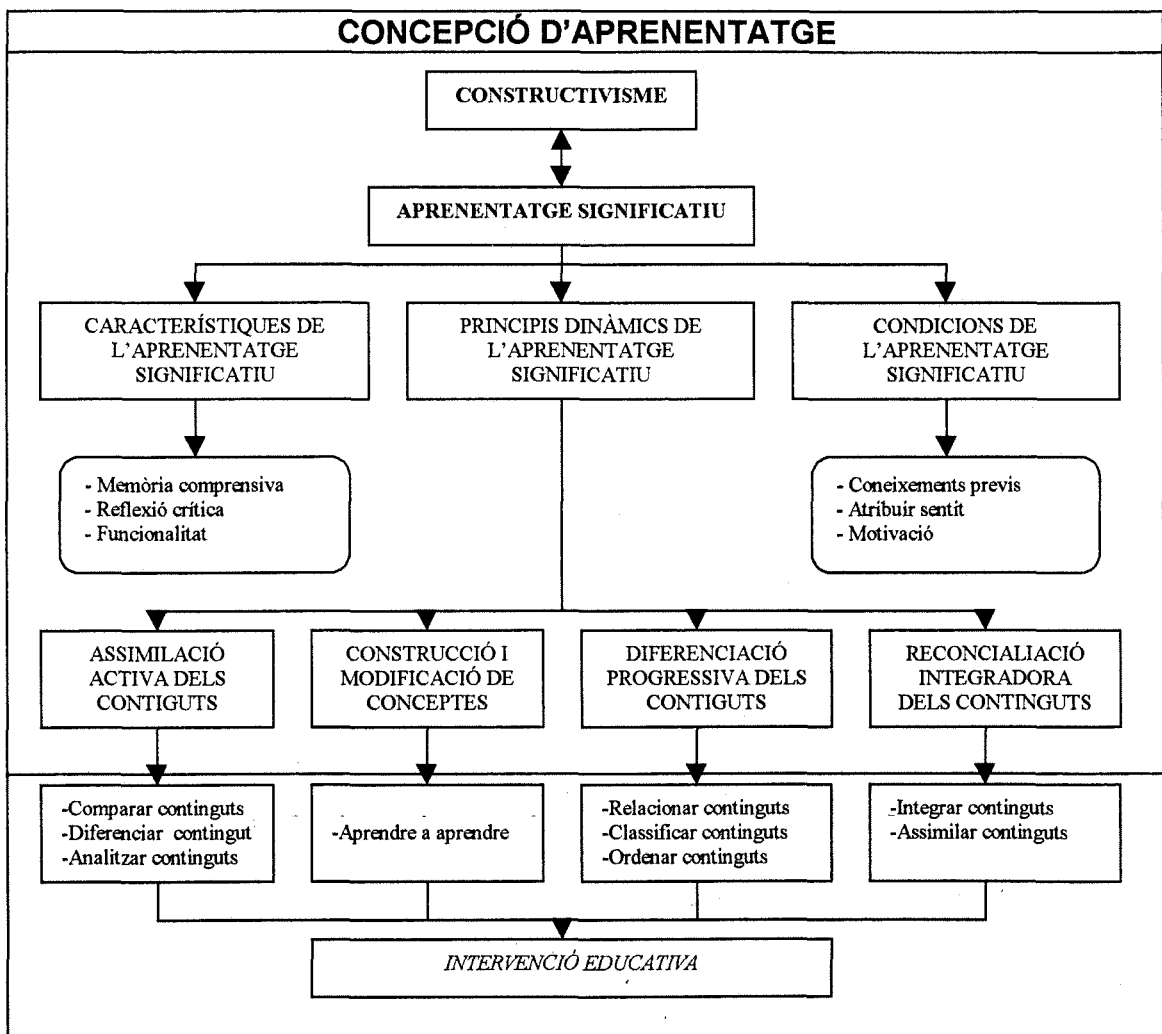 CONCEPCIÓ D'APRENENTATGE
CONSTRUCTIVISME
APRENENTATGE SIGNIFICATIU
CARACTERÍSTIQUES DE
L'APRENENTATGE
SIGNIFICATIU
PRINCIPIS DINÀMICS DE
L'APRENENTATGE
SIGNIFICATIU
CONDICIONS DE
L'APRENENTATGE
SIGNIFICATIU
- Memòria comprensiva
- Reflexió crítica
- Funcionalitat
- Coneixements previs
- Atribuir sentit
- Motivació
ASSIMILACIÓ
ACTIVA DELS
CONTIGUTS
CONSTRUCCIÓ I
MODIFICACIÓ DE
CONCEPTES
DIFERENCIACIÓ
PROGRESSIVA DELS
CONTIGUTS
RECONCIALIACIÓ
INTEGRADORA
DELS CONTINGUTS
-Comparar continguts
-Diferenciar contingut
-Analitzar continguts
-Aprendre a aprendre
-Relacionar continguts
-Classificar continguts
-Ordenar continguts
-Integrar continguts
-Assimilar continguts
INTERVENCIÓ EDUCATIVA